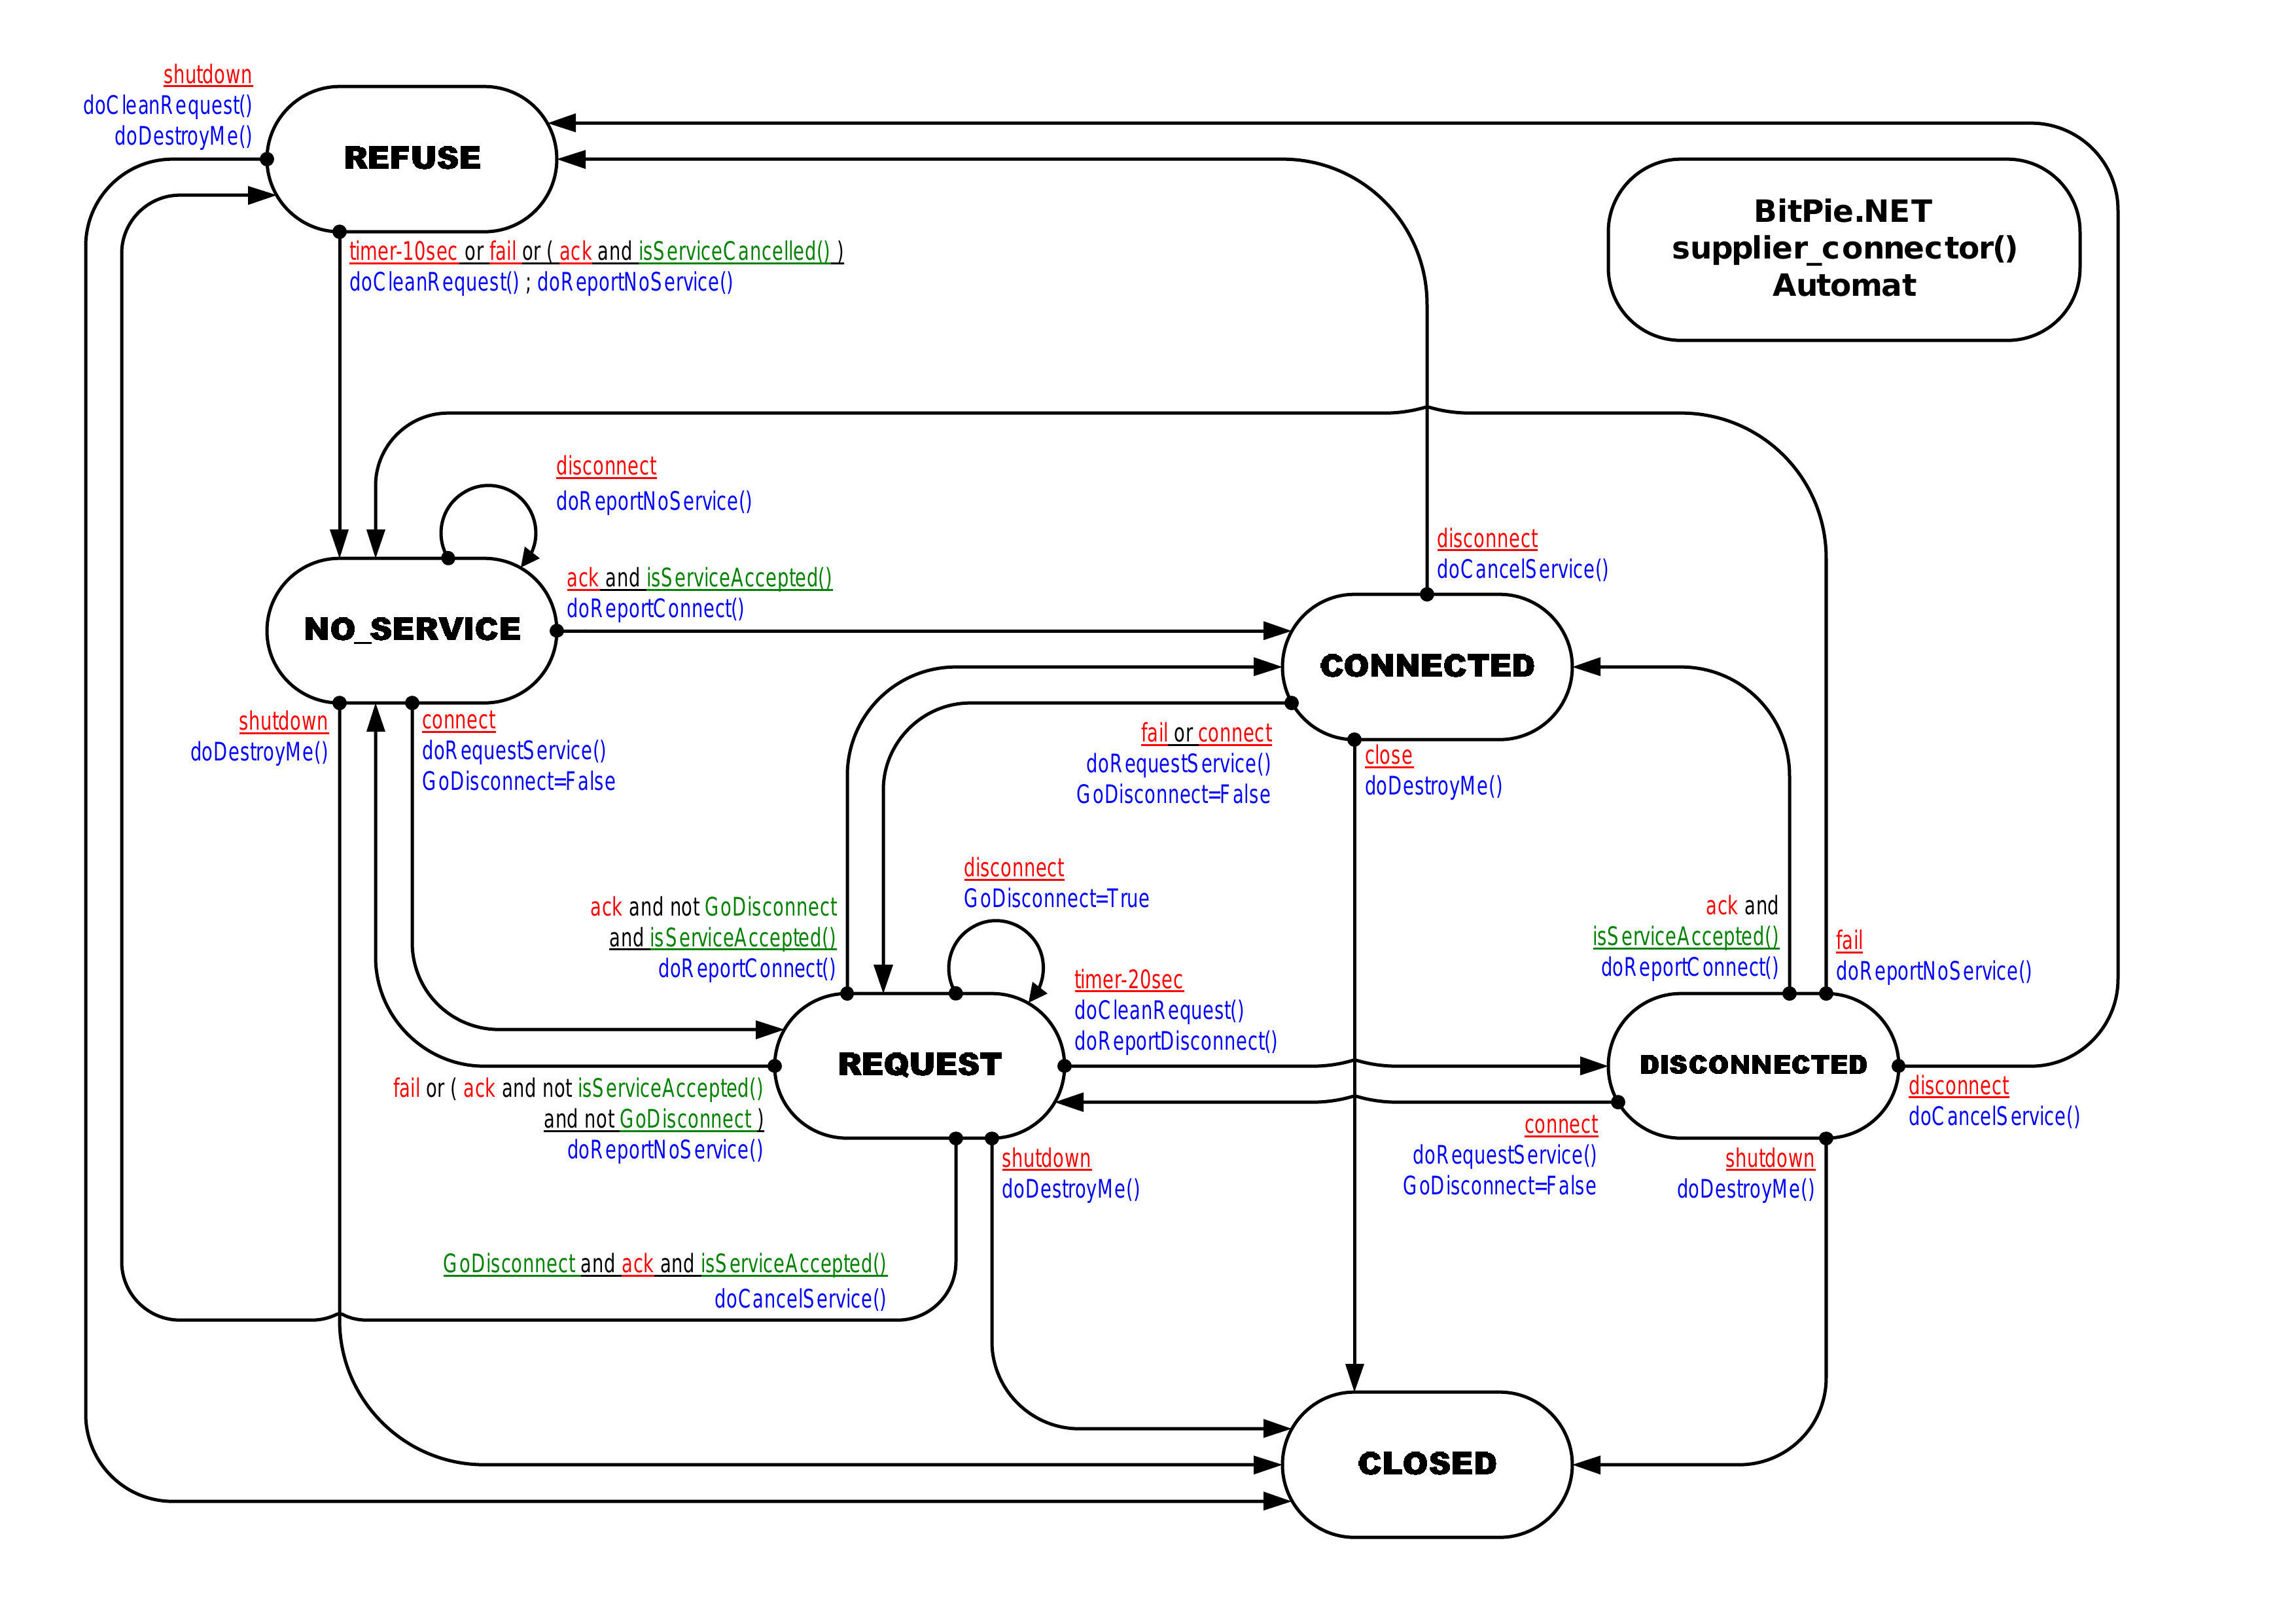 shutdown
doCleanRequest()
doDestroyMe()
REFUSE
timer-10sec or fail or ( ack and isServiceCancelled() )
doCleanRequest() ; doReportNoService()
BitPie.NET
supplier_connector()
Automat
disconnect
doReportNoService()
NO_SERVICE
ack and isServiceAccepted()
doReportConnect()
disconnect
doCancelService()
CONNECTED
shutdown
doDestroyMe()
connect
doRequestService()
GoDisconnect=False
fail or connect
doRequestService()
GoDisconnect=False
close
doDestroyMe()
disconnect
GoDisconnect=True
ack and not GoDisconnect
and isServiceAccepted()
doReportConnect()
timer-20sec
doCleanRequest()
doReportDisconnect()
ack and
isServiceAccepted()
doReportConnect()
fail
doReportNoService()
REQUEST
DISCONNECTED
fail or ( ack and not isServiceAccepted()
and not GoDisconnect )
doReportNoService()
shutdown
doDestroyMe()
connect
doRequestService()
GoDisconnect=False
shutdown
doDestroyMe()
disconnect
doCancelService()
GoDisconnect and ack and isServiceAccepted()
doCancelService()
CLOSED